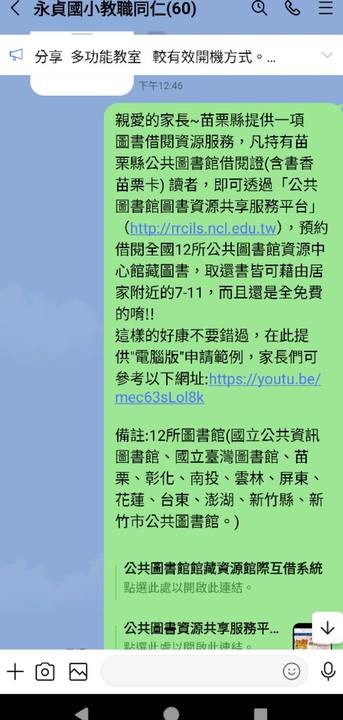 永貞國小教職同仁(60)
分享 多功能教室 較有效開機方式。...
下午12:46
親愛的家長~苗栗縣提供一項
圖書借閱資源服務，凡持有苗
栗縣公共圖書館借閱證(含書香
苗栗卡) 讀者，即可透過「公共
圖書館圖書資源共享服務平台」
（http://rrcils.ncl.edu.tw），預約
借閱全國12所公共圖書館資源中
心館藏圖書，取還書皆可藉由居
家附近的7-11，而且還是全免費
的唷!!
這樣的好康不要錯過，在此提
供"電腦版"申請範例，家長們可
參考以下網址:https://youtu.be/
mec63sLol8k
備註:12所圖書館(國立公共資訊
圖書館、國立臺灣圖書館、苗
栗、彰化、南投、雲林、屏東、
花蓮、台東、澎湖、新竹縣、新
竹市公共圖書館。)
公共圖書館館藏資源館際互借系統
點選此處以開啟此連結。
公共圖書資源共享服務平...
點選此處以開啟此連結。